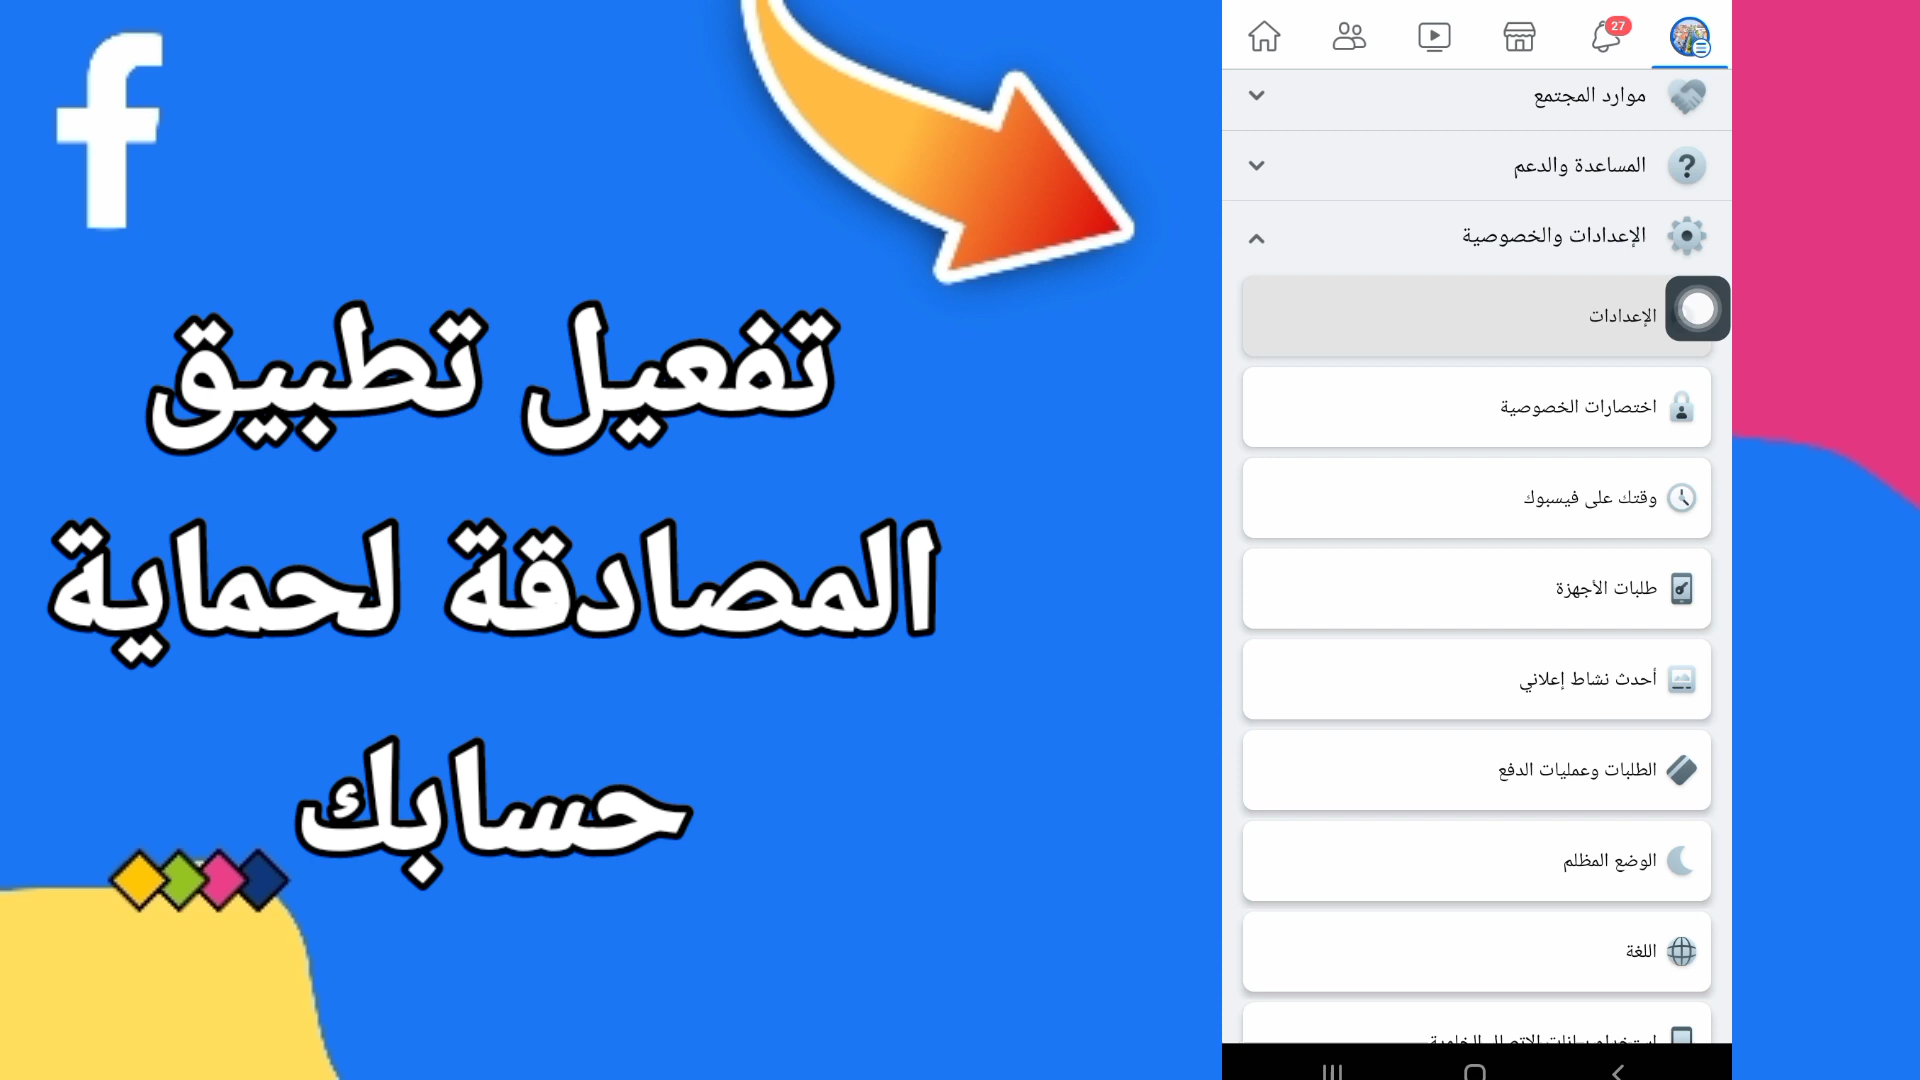 تفعيل تطبيق
المصادقة لحماية
حسابك
27
موارد المجتمع
المساعدة والدعم
الإعدادات والخصوصية
الإعدادات
اختصارات الخصوصية
وقتك على فيسبوك
طلبات الأجهزة
أحدث نشاط إعلاني
الطلبات وعمليات الدفع
الوضع المظلم
اللغة